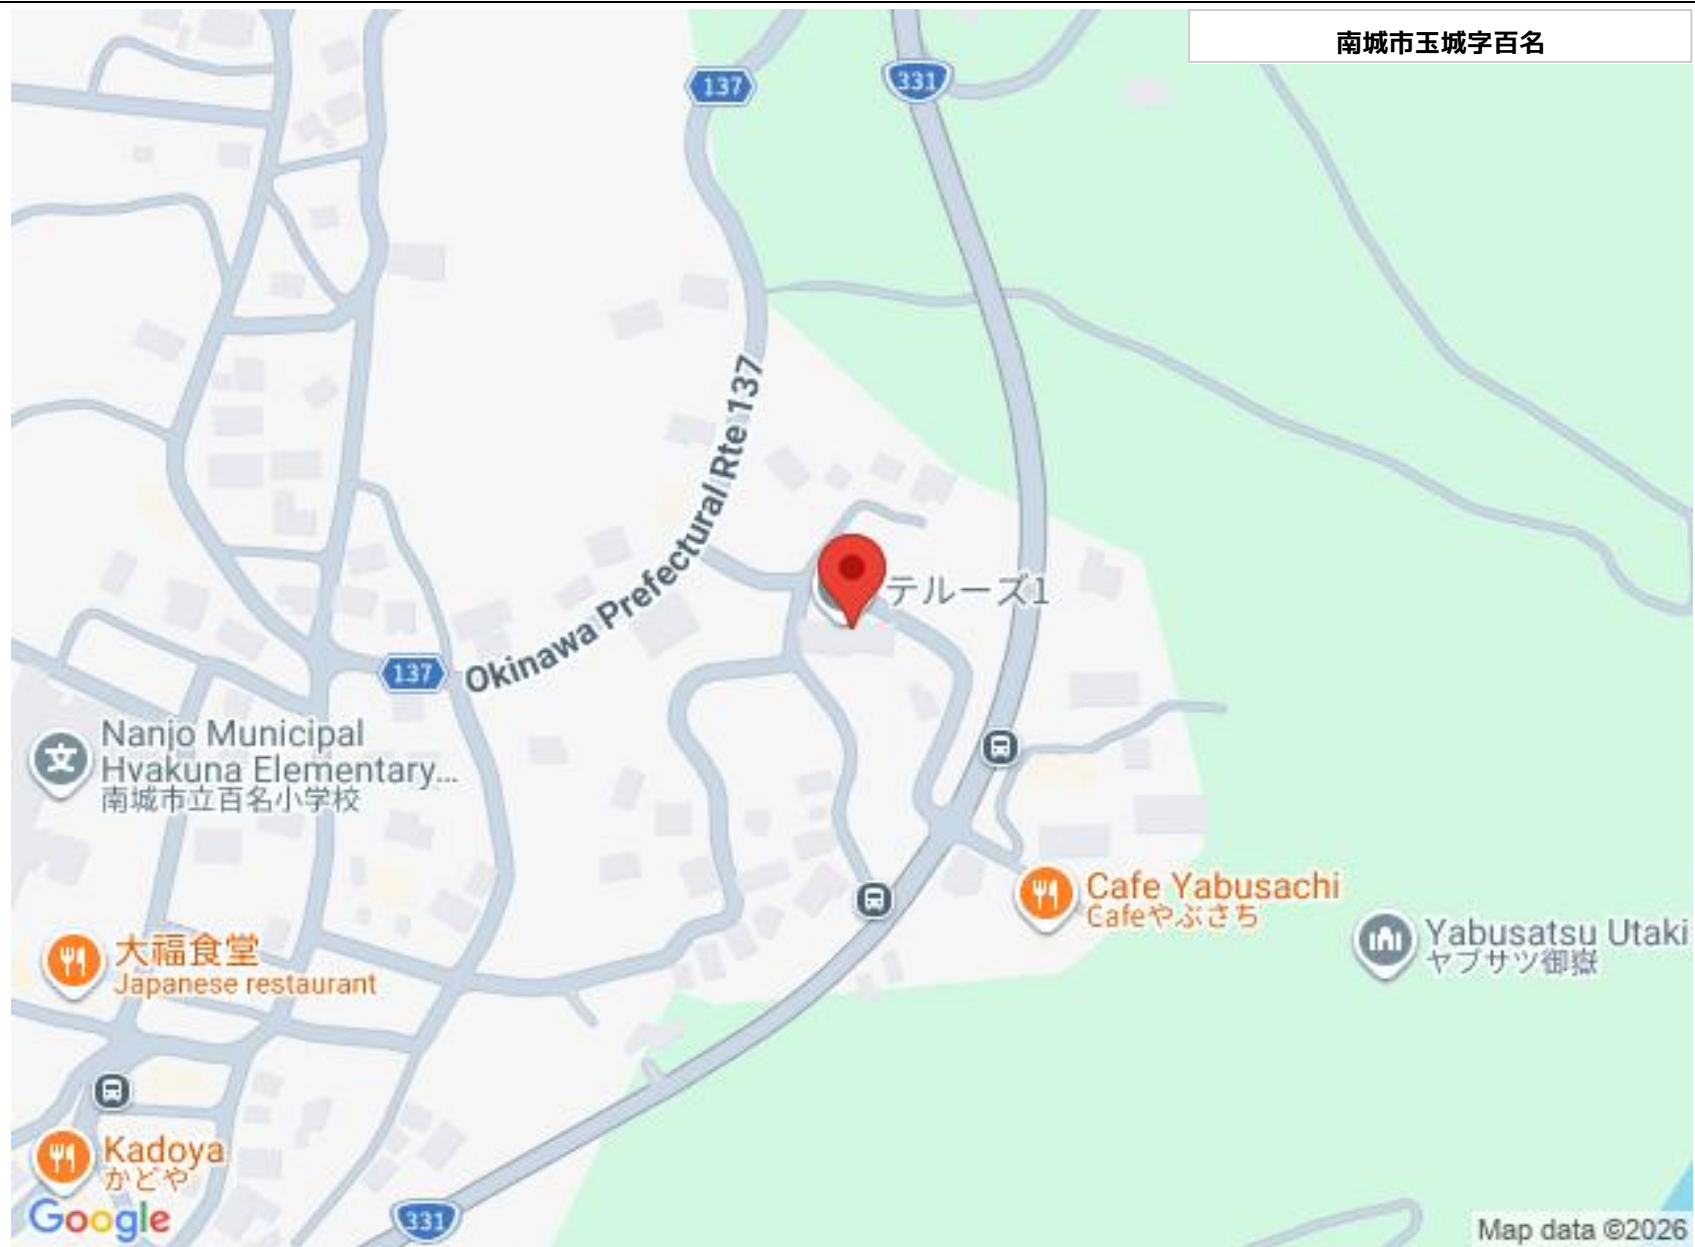 南城市玉城字百名
137
331
Okinawa Prefectural Rte 137
テルーズ1
137
Nanjo Municipal
Hyakuna Elementary...
南城市立百名小学校
Cafe Yabusachi
Cafeやぶさち
Yabusatsu Utaki
ヤブサツ御嶽
大福食堂
Japanese restaurant
Kadoya
かどや
Google
331
Map data ©2026